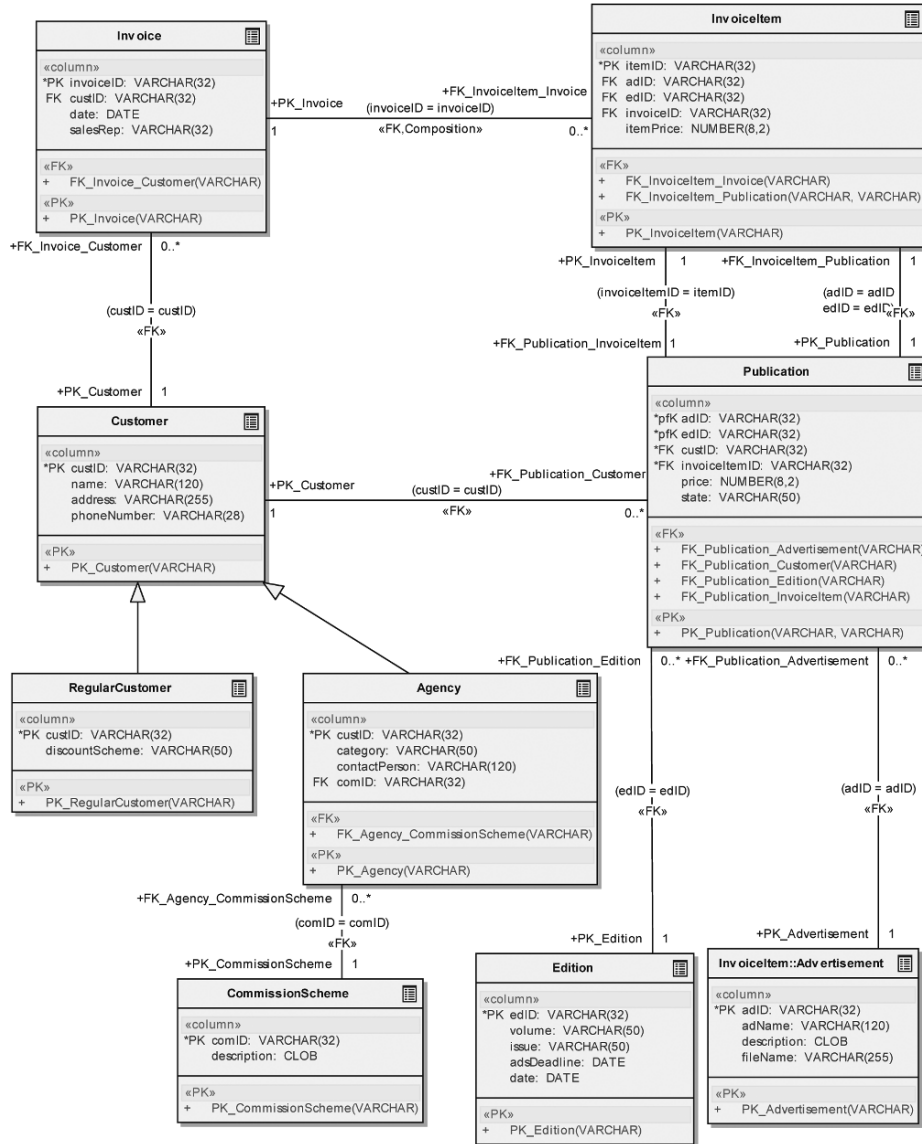 Invoice
«column»
*PK invoiceID: VARCHAR(32)
FK custID: VARCHAR(32)
date: DATE
salesRep: VARCHAR(32)
«FK»
+ FK_Invoice_Customer(VARCHAR)
«PK»
+ PK_Invoice(VARCHAR)
+PK_Invoice
1
+FK_InvoiceItem_Invoice
(invoiceID = invoiceID)
«FK,Composition»
0..*
InvoiceItem
«column»
*PK itemID: VARCHAR(32)
FK adID: VARCHAR(32)
FK edID: VARCHAR(32)
FK invoiceID: VARCHAR(32)
itemPrice: NUMBER(8,2)
«FK»
+ FK_InvoiceItem_Invoice(VARCHAR)
+ FK_InvoiceItem_Publication(VARCHAR, VARCHAR)
«PK»
+ PK_InvoiceItem(VARCHAR)
+FK_Invoice_Customer 0..*
(custID = custID)
«FK»
+PK_Customer 1
+PK_InvoiceItem 1
(invoiceItemID = itemID)
«FK»
+FK_Publication_InvoiceItem 1
+FK_InvoiceItem_Publication 1
(adID = adID
edID = edID)
«FK»
+PK_Publication 1
Customer
«column»
*PK custID: VARCHAR(32)
name: VARCHAR(120)
address: VARCHAR(255)
phoneNumber: VARCHAR(28)
«PK»
+ PK_Customer(VARCHAR)
+PK_Customer
1
+FK_Publication_Customer
(custID = custID)
«FK»
0..*
Publication
«column»
*pfK adID: VARCHAR(32)
*pfK edID: VARCHAR(32)
*FK custID: VARCHAR(32)
*FK invoiceItemID: VARCHAR(32)
price: NUMBER(8,2)
state: VARCHAR(50)
«FK»
+ FK_Publication_Advertisement(VARCHAR)
+ FK_Publication_Customer(VARCHAR)
+ FK_Publication_Edition(VARCHAR)
+ FK_Publication_InvoiceItem(VARCHAR)
«PK»
+ PK_Publication(VARCHAR, VARCHAR)
RegularCustomer
«column»
*PK custID: VARCHAR(32)
discountScheme: VARCHAR(50)
«PK»
+ PK_RegularCustomer(VARCHAR)
Agency
«column»
*PK custID: VARCHAR(32)
category: VARCHAR(50)
contactPerson: VARCHAR(120)
FK comID: VARCHAR(32)
«FK»
+ FK_Agency_CommissionScheme(VARCHAR)
«PK»
+ PK_Agency(VARCHAR)
+FK_Publication_Edition 0..*
(edID = edID)
«FK»
+PK_Edition 1
+FK_Publication_Advertisement 0..*
(adID = adID)
«FK»
+PK_Advertisement 1
+FK_Agency_CommissionScheme 0..*
(comID = comID)
«FK»
+PK_CommissionScheme 1
CommissionScheme
«column»
*PK comID: VARCHAR(32)
description: CLOB
«PK»
+ PK_CommissionScheme(VARCHAR)
Edition
«column»
*PK edID: VARCHAR(32)
volume: VARCHAR(50)
issue: VARCHAR(50)
adsDeadline: DATE
date: DATE
«PK»
+ PK_Edition(VARCHAR)
InvoiceItem::Advertisement
«column»
*PK adID: VARCHAR(32)
adName: VARCHAR(120)
description: CLOB
fileName: VARCHAR(255)
«PK»
+ PK_Advertisement(VARCHAR)